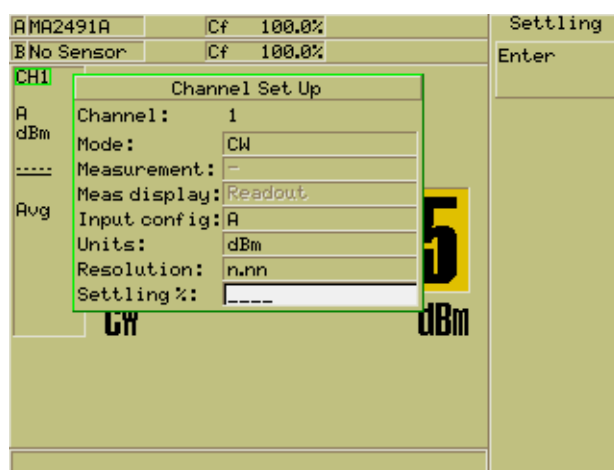 A MA2491A Cf 100.0%
B No Sensor Cf 100.0%
Settling
Enter
CH1
A
dBm
-----
Avg
Channel Set Up
Channel: 1
Mode: CW
Measurement: -
Meas display: Readout
Input config: A
Units: dBm
Resolution: n.nn
Settling %: ____
5
CW dBm